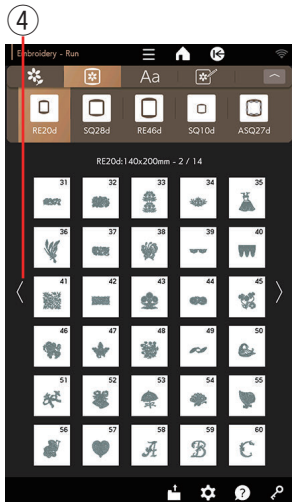 ④
Embroidery - Run
Aa
RE20d SQ28d RE46d SQ10d ASQ27d
RE20d:140x200mm - 2 / 14
31 32 33 34 35
36 37 38 39 40
41 42 43 44 45
46 47 48 49 50
51 52 53 54 55
56 57 58 59 60
A B C
?